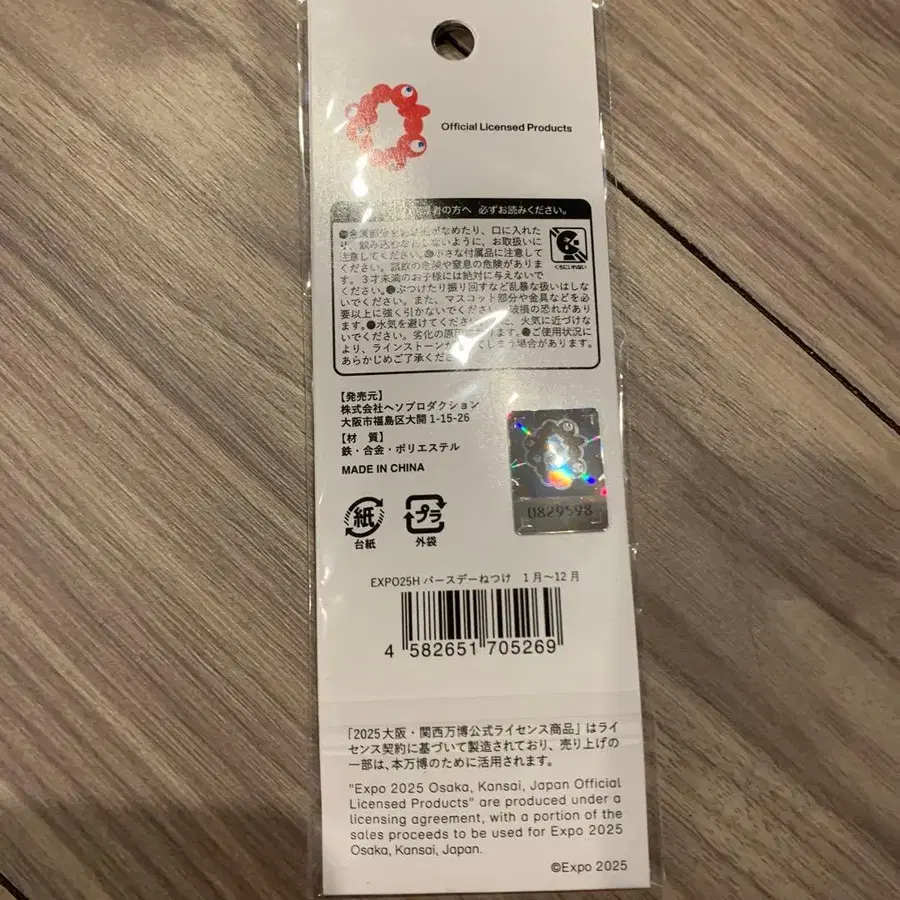 Official Licensed Products
者の方へ 必ずお読みください。
なめたり、口に入れた
り、飲み込むなどしないように、お取扱いに
注意してください。●小さな付属品に注意して
ください。誤飲の危険や窒息の危険がありま
す。３才未満のお子様には絶対に与えないで
ください。●ぶつけたり振り回すなど乱暴な扱いはしな
いでください。また、マスコット部分や金具などを必
要以上に強く引かないでください。破損の恐れがあり
ます。●水気を避けてください。また、火気に近づけな
いでください。劣化の原因 ります。●ご使用状況に
より、ラインストーンが てしまう場合があります。
あらかじめご了承くだ
くちにいれない
【発売元】
株式会社ヘソプロダクション
大阪市福島区大開1-15-26
【材　質】
鉄・合金・ポリエステル
MADE IN CHINA
0829598
紙
台紙
プラ
外袋
EXPO25H バースデーねつけ　1月〜12月
4 582651 705269
「2025大阪・関西万博公式ライセンス商品」はライ
センス契約に基づいて製造されており、売り上げの
一部は、本万博のために活用されます。
"Expo 2025 Osaka, Kansai, Japan Official
Licensed Products" are produced under a
licensing agreement, with a portion of the
sales proceeds to be used for Expo 2025
Osaka, Kansai, Japan.
©Expo 2025